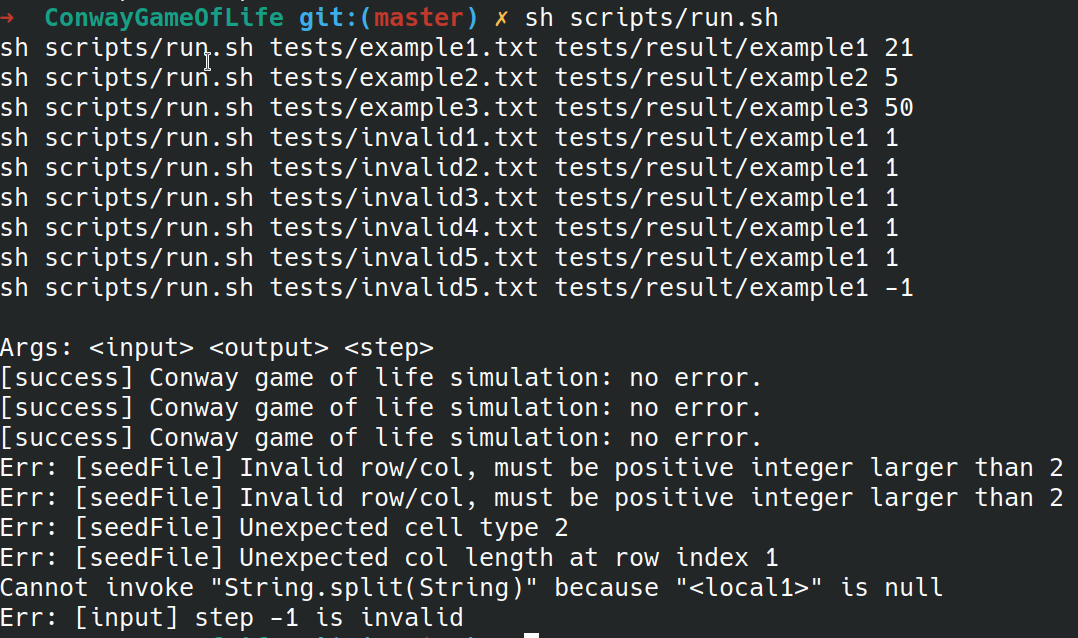 → ConwayGameOfLife git:(master) ✗ sh scripts/run.sh
sh scripts/run.sh tests/example1.txt tests/result/example1 21
sh scripts/run.sh tests/example2.txt tests/result/example2 5
sh scripts/run.sh tests/example3.txt tests/result/example3 50
sh scripts/run.sh tests/invalid1.txt tests/result/example1 1
sh scripts/run.sh tests/invalid2.txt tests/result/example1 1
sh scripts/run.sh tests/invalid3.txt tests/result/example1 1
sh scripts/run.sh tests/invalid4.txt tests/result/example1 1
sh scripts/run.sh tests/invalid5.txt tests/result/example1 1
sh scripts/run.sh tests/invalid5.txt tests/result/example1 -1
Args: <input> <output> <step>
[success] Conway game of life simulation: no error.
[success] Conway game of life simulation: no error.
[success] Conway game of life simulation: no error.
Err: [seedFile] Invalid row/col, must be positive integer larger than 2
Err: [seedFile] Invalid row/col, must be positive integer larger than 2
Err: [seedFile] Unexpected cell type 2
Err: [seedFile] Unexpected col length at row index 1
Cannot invoke "String.split(String)" because "<local1>" is null
Err: [input] step -1 is invalid